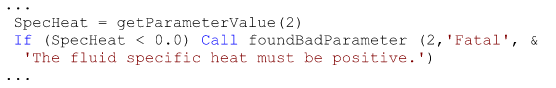 ...
SpecHeat = getParameterValue(2)
If (SpecHeat < 0.0) Call foundBadParameter (2,'Fatal', &
'The fluid specific heat must be positive.')
...